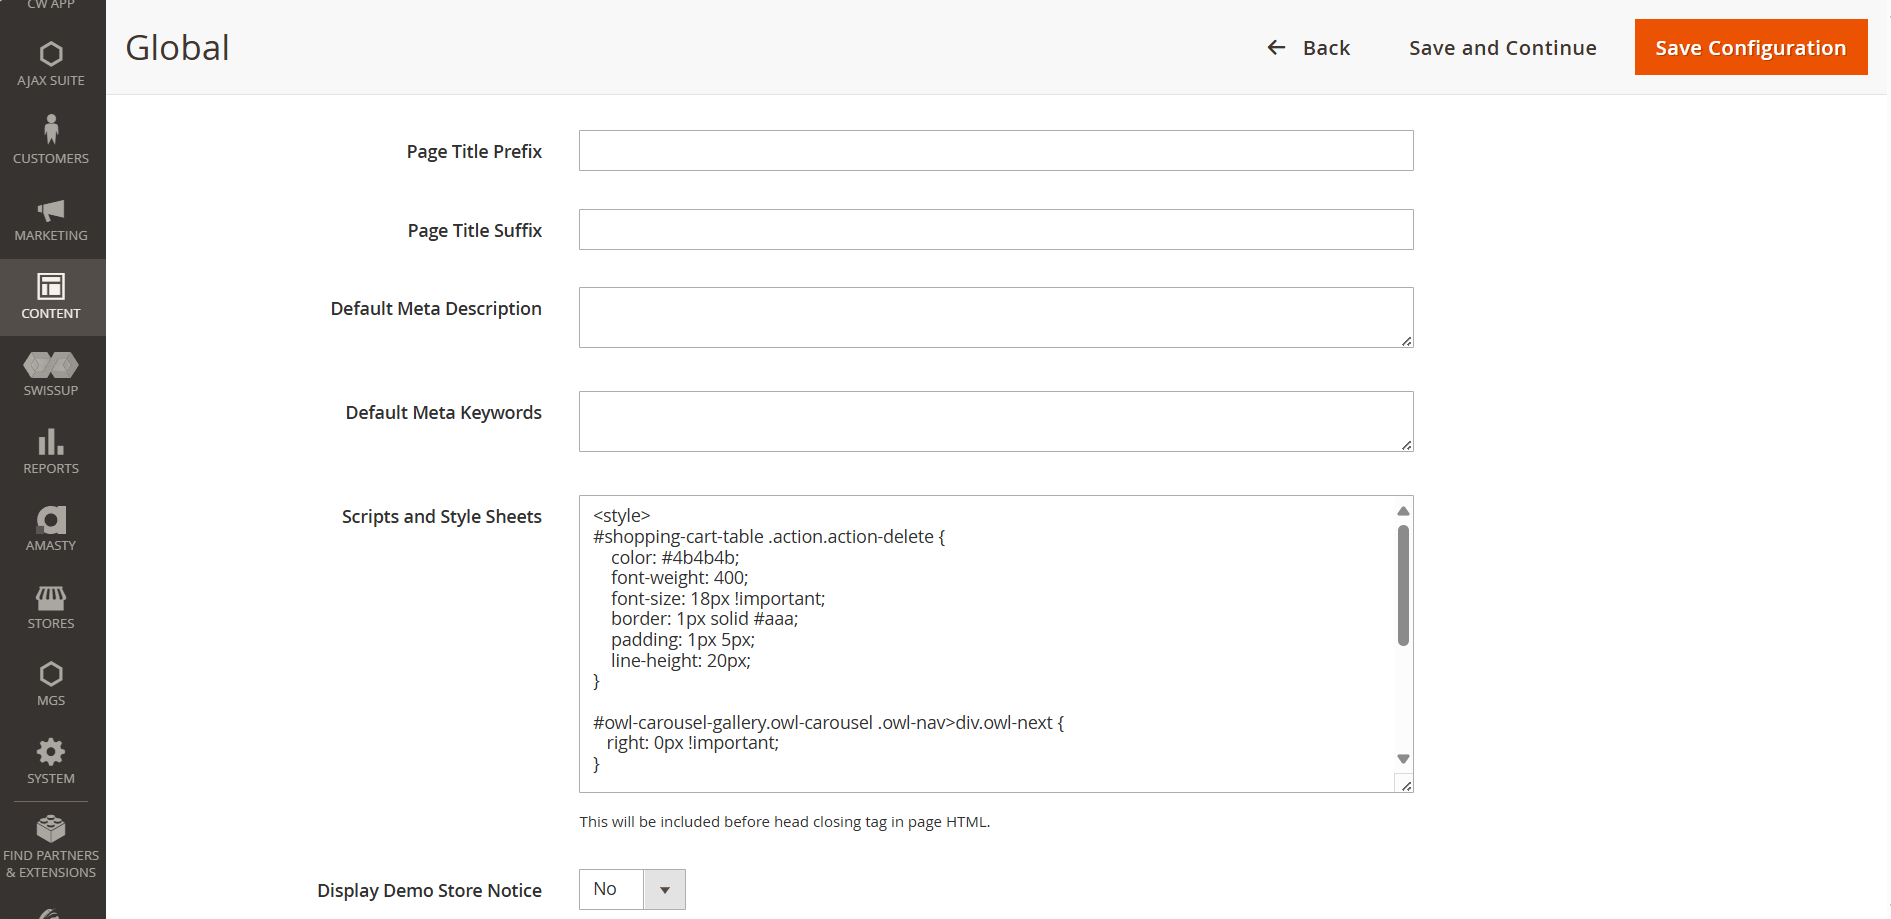 CW APP
AJAX SUITE
CUSTOMERS
MARKETING
CONTENT
SWISSUP
REPORTS
AMASTY
STORES
MGS
SYSTEM
FIND PARTNERS
& EXTENSIONS
Global
Back
Save and Continue
Save Configuration
Page Title Prefix
Page Title Suffix
Default Meta Description
Default Meta Keywords
Scripts and Style Sheets
<style>
#shopping-cart-table .action.action-delete {
    color: #4b4b4b;
    font-weight: 400;
    font-size: 18px !important;
    border: 1px solid #aaa;
    padding: 1px 5px;
    line-height: 20px;
}
#owl-carousel-gallery.owl-carousel .owl-nav>div.owl-next {
   right: 0px !important;
}
This will be included before head closing tag in page HTML.
Display Demo Store Notice
No